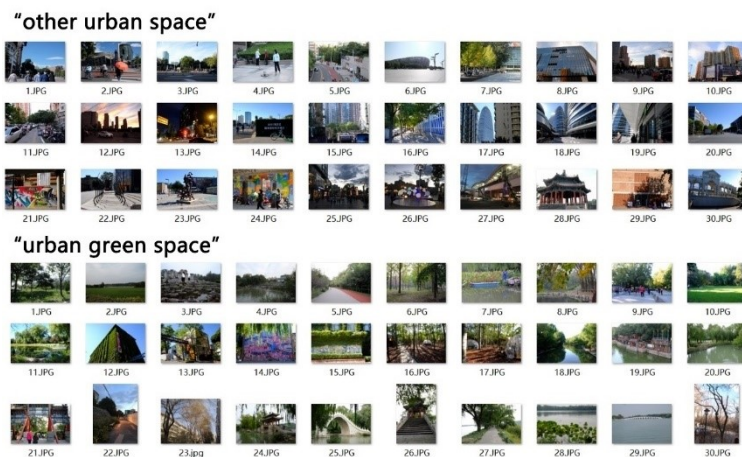 “other urban space”
1.JPG 2.JPG 3.JPG 4.JPG 5.JPG 6.JPG 7.JPG 8.JPG 9.JPG 10.JPG
11.JPG 12.JPG 13.JPG 14.JPG 15.JPG 16.JPG 17.JPG 18.JPG 19.JPG 20.JPG
21.JPG 22.JPG 23.JPG 24.JPG 25.JPG 26.JPG 27.JPG 28.JPG 29.JPG 30.JPG
“urban green space”
1.JPG 2.JPG 3.JPG 4.JPG 5.JPG 6.JPG 7.JPG 8.JPG 9.JPG 10.JPG
11.JPG 12.JPG 13.JPG 14.JPG 15.JPG 16.JPG 17.JPG 18.JPG 19.JPG 20.JPG
21.JPG 22.JPG 23.jpg 24.JPG 25.JPG 26.JPG 27.JPG 28.JPG 29.JPG 30.JPG